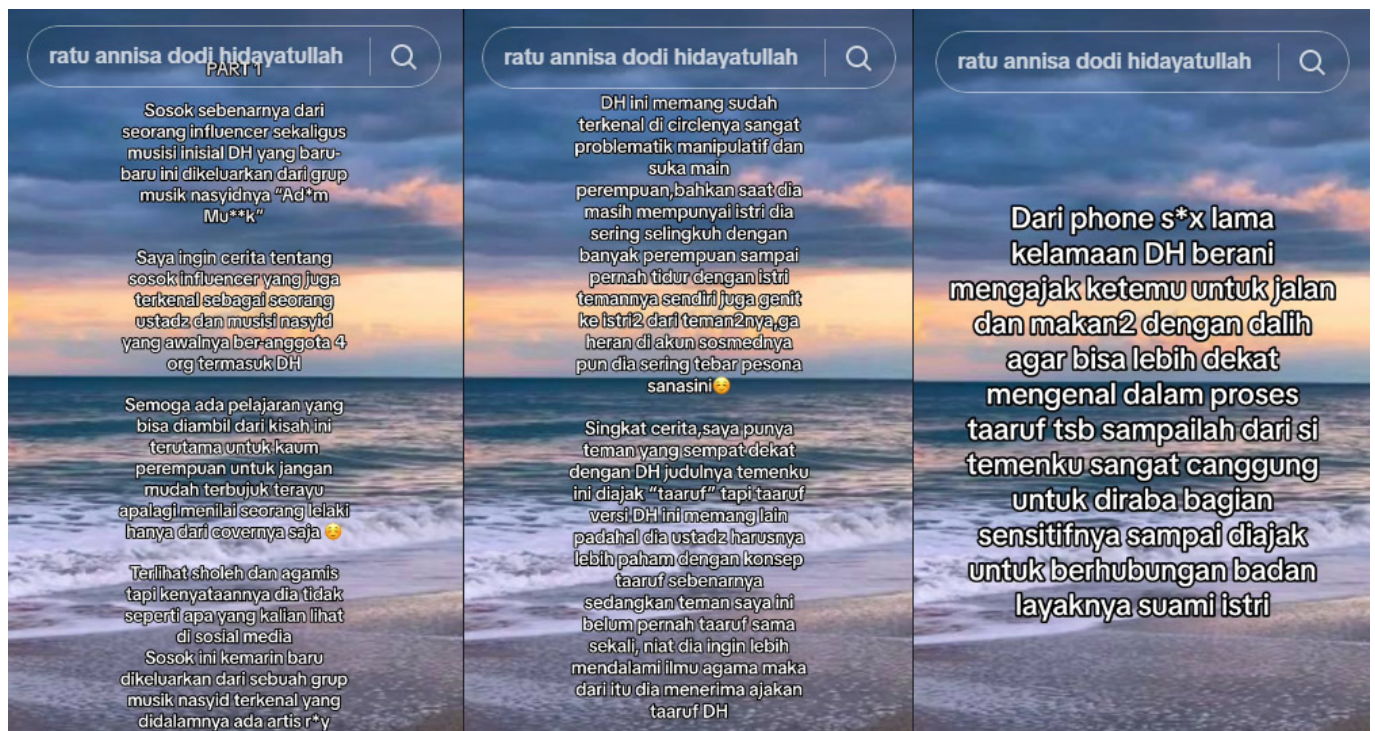 ratu annisa dodi hidayatullah
PART 1
Sosok sebenarnya dari
seorang influencer sekaligus
musisi inisial DH yang baru-
baru ini dikeluarkan dari grup
musik nasyidnya "Ad*m
Mu**k"
Saya ingin cerita tentang
sosok influencer yang juga
terkenal sebagai seorang
ustadz dan musisi nasyid
yang awalnya ber-anggota 4
org termasuk DH
Semoga ada pelajaran yang
bisa diambil dari kisah ini
terutama untuk kaum
perempuan untuk jangan
mudah terbujuk terayu
apalagi menilai seorang lelaki
hanya dari covernya saja ☺️
Terlihat sholeh dan agamis
tapi kenyataannya dia tidak
seperti apa yang kalian lihat
di sosial media
Sosok ini kemarin baru
dikeluarkan dari sebuah grup
musik nasyid terkenal yang
didalamnya ada artis r*y
ratu annisa dodi hidayatullah
DH ini memang sudah
terkenal di circlenya sangat
problematik manipulatif dan
suka main
perempuan,bahkan saat dia
masih mempunyai istri dia
sering selingkuh dengan
banyak perempuan sampai
pernah tidur dengan istri
temannya sendiri juga genit
ke istri2 dari teman2nya,ga
heran di akun sosmednya
pun dia sering tebar pesona
sanasini☺️
Singkat cerita,saya punya
teman yang sempat dekat
dengan DH judulnya temenku
ini diajak "taaruf" tapi taaruf
versi DH ini memang lain
padahal dia ustadz harusnya
lebih paham dengan konsep
taaruf sebenarnya
sedangkan teman saya ini
belum pernah taaruf sama
sekali, niat dia ingin lebih
mendalami ilmu agama maka
dari itu dia menerima ajakan
taaruf DH
ratu annisa dodi hidayatullah
Dari phone s*x lama
kelamaan DH berani
mengajak ketemu untuk jalan
dan makan2 dengan dalih
agar bisa lebih dekat
mengenal dalam proses
taaruf tsb sampailah dari si
temenku sangat canggung
untuk diraba bagian
sensitifnya sampai diajak
untuk berhubungan badan
layaknya suami istri